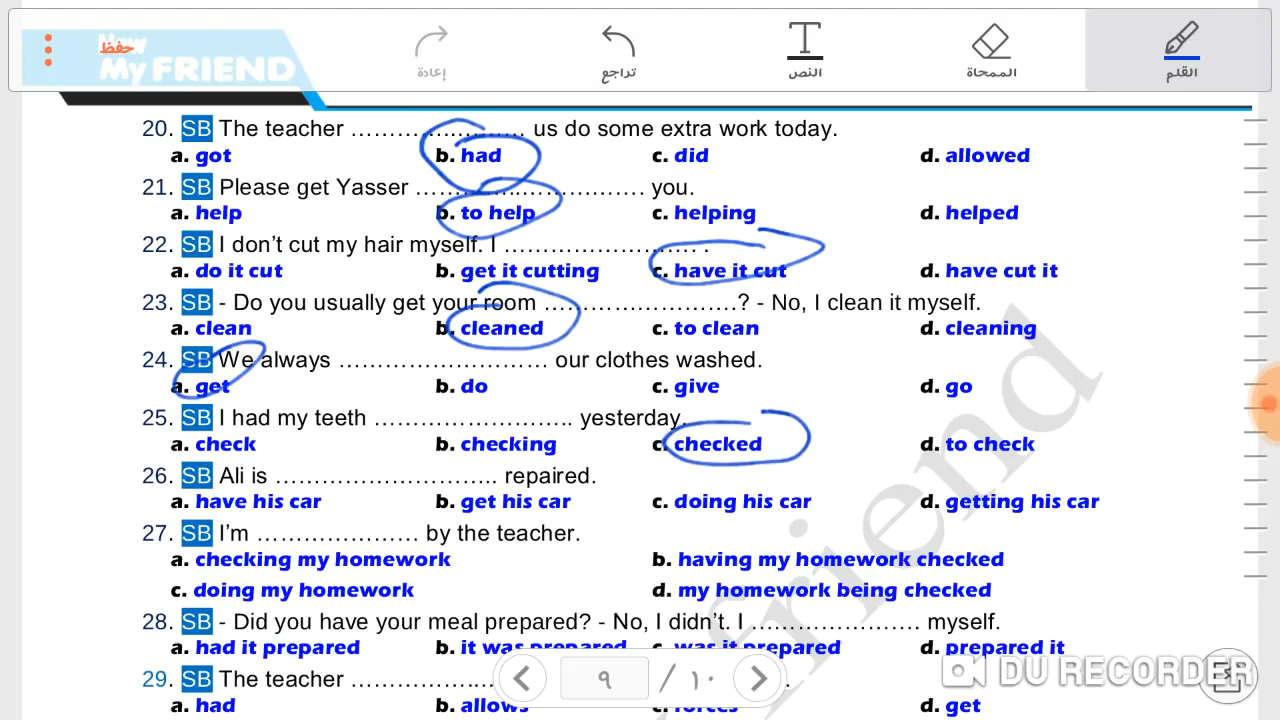 حفظ
إعادة
تراجع
النص
الممحاة
القلم
New
My FRIEND
20. SB The teacher …………………… us do some extra work today.
a. got b. had c. did d. allowed
21. SB Please get Yasser ………………………… you.
a. help b. to help c. helping d. helped
22. SB I don't cut my hair myself. I ……………………. .
a. do it cut b. get it cutting c. have it cut d. have cut it
23. SB - Do you usually get your room …………………….? - No, I clean it myself.
a. clean b. cleaned c. to clean d. cleaning
24. SB We always ……………………… our clothes washed.
a. get b. do c. give d. go
25. SB I had my teeth …………………….. yesterday.
a. check b. checking c. checked d. to check
26. SB Ali is ……………………….. repaired.
a. have his car b. get his car c. doing his car d. getting his car
27. SB I'm ………………… by the teacher.
a. checking my homework b. having my homework checked
c. doing my homework d. my homework being checked
28. SB - Did you have your meal prepared? - No, I didn't. I …………………. myself.
a. had it prepared b. it was prepared c. was it prepared d. prepared it
29. SB The teacher ………………
a. had b. allows c. forces d. get
٩ / ١٠
DU RECORDER
friend